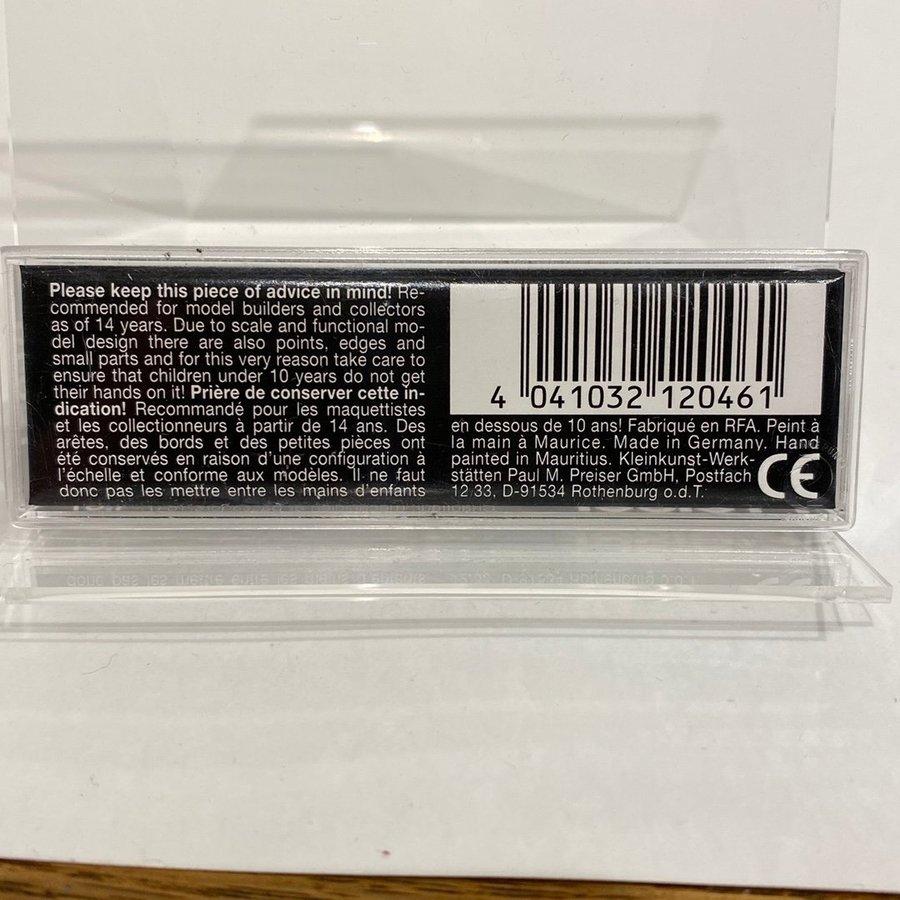 Please keep this piece of advice in mind! Re-
commended for model builders and collectors
as of 14 years. Due to scale and functional mo-
del design there are also points, edges and
small parts and for this very reason take care to
ensure that children under 10 years do not get
their hands on it! Prière de conserver cette in-
dication! Recommandé pour les maquettistes
et les collectionneurs à partir de 14 ans. Des
arêtes, des bords et des petites pièces ont
été conservés en raison d'une configuration à
l'échelle et conforme aux modèles. Il ne faut
donc pas les mettre entre les mains d'enfants
4 041032 120461
en dessous de 10 ans! Fabriqué en RFA. Peint à
la main à Maurice. Made in Germany. Hand
painted in Mauritius. Kleinkunst-Werk-
stätten Paul M. Preiser GmbH, Postfach
12 33, D-91534 Rothenburg o.d.T.
CE